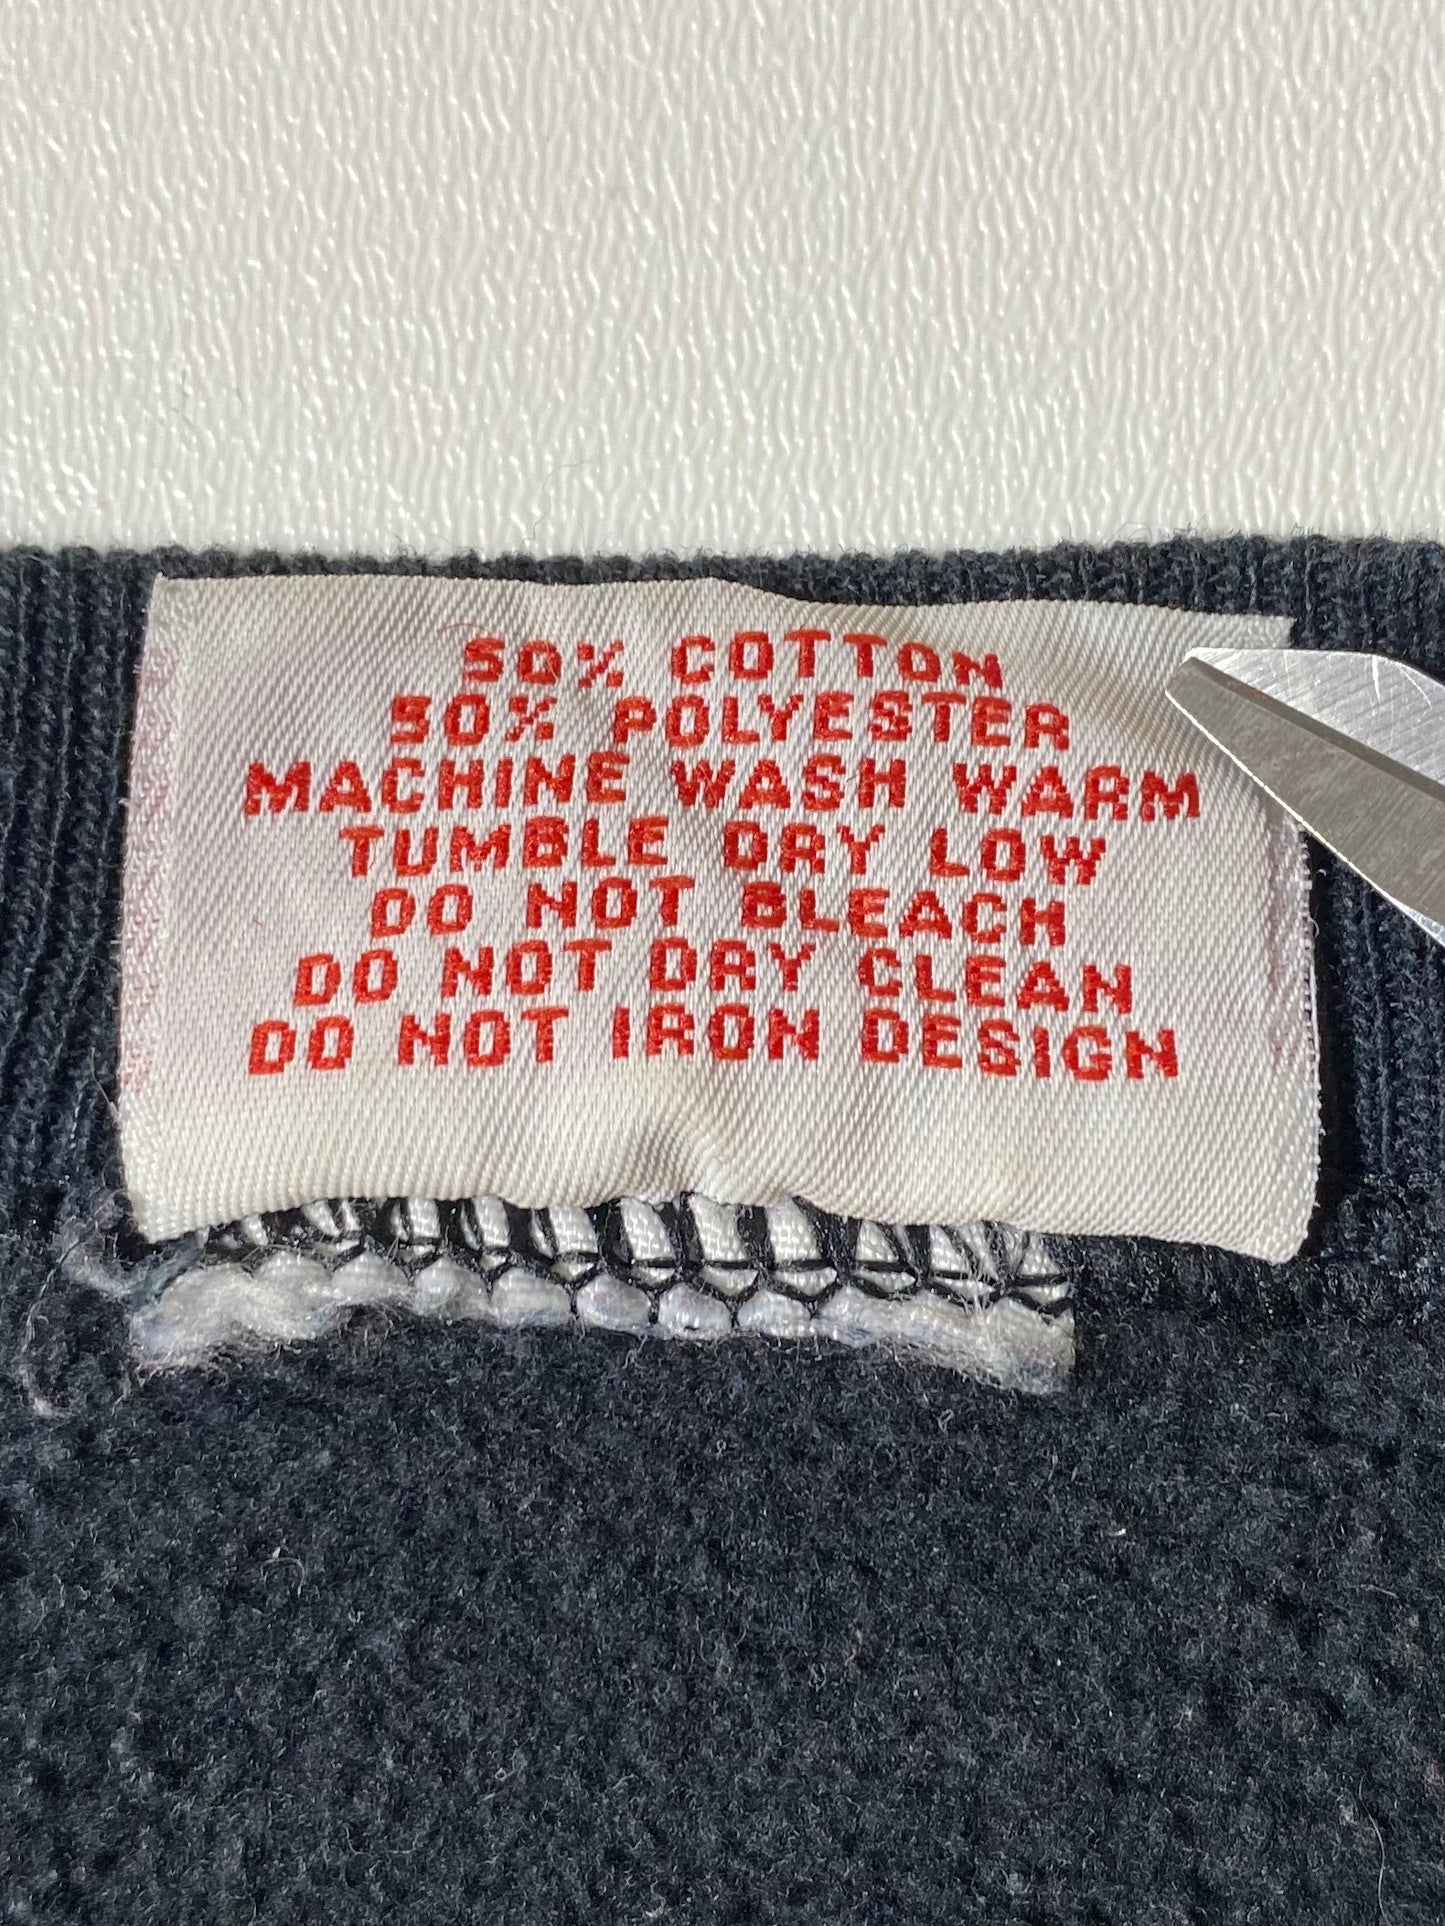 50% COTTON
50% POLYESTER
MACHINE WASH WARM
TUMBLE DRY LOW
DO NOT BLEACH
DO NOT DRY CLEAN
DO NOT IRON DESIGN